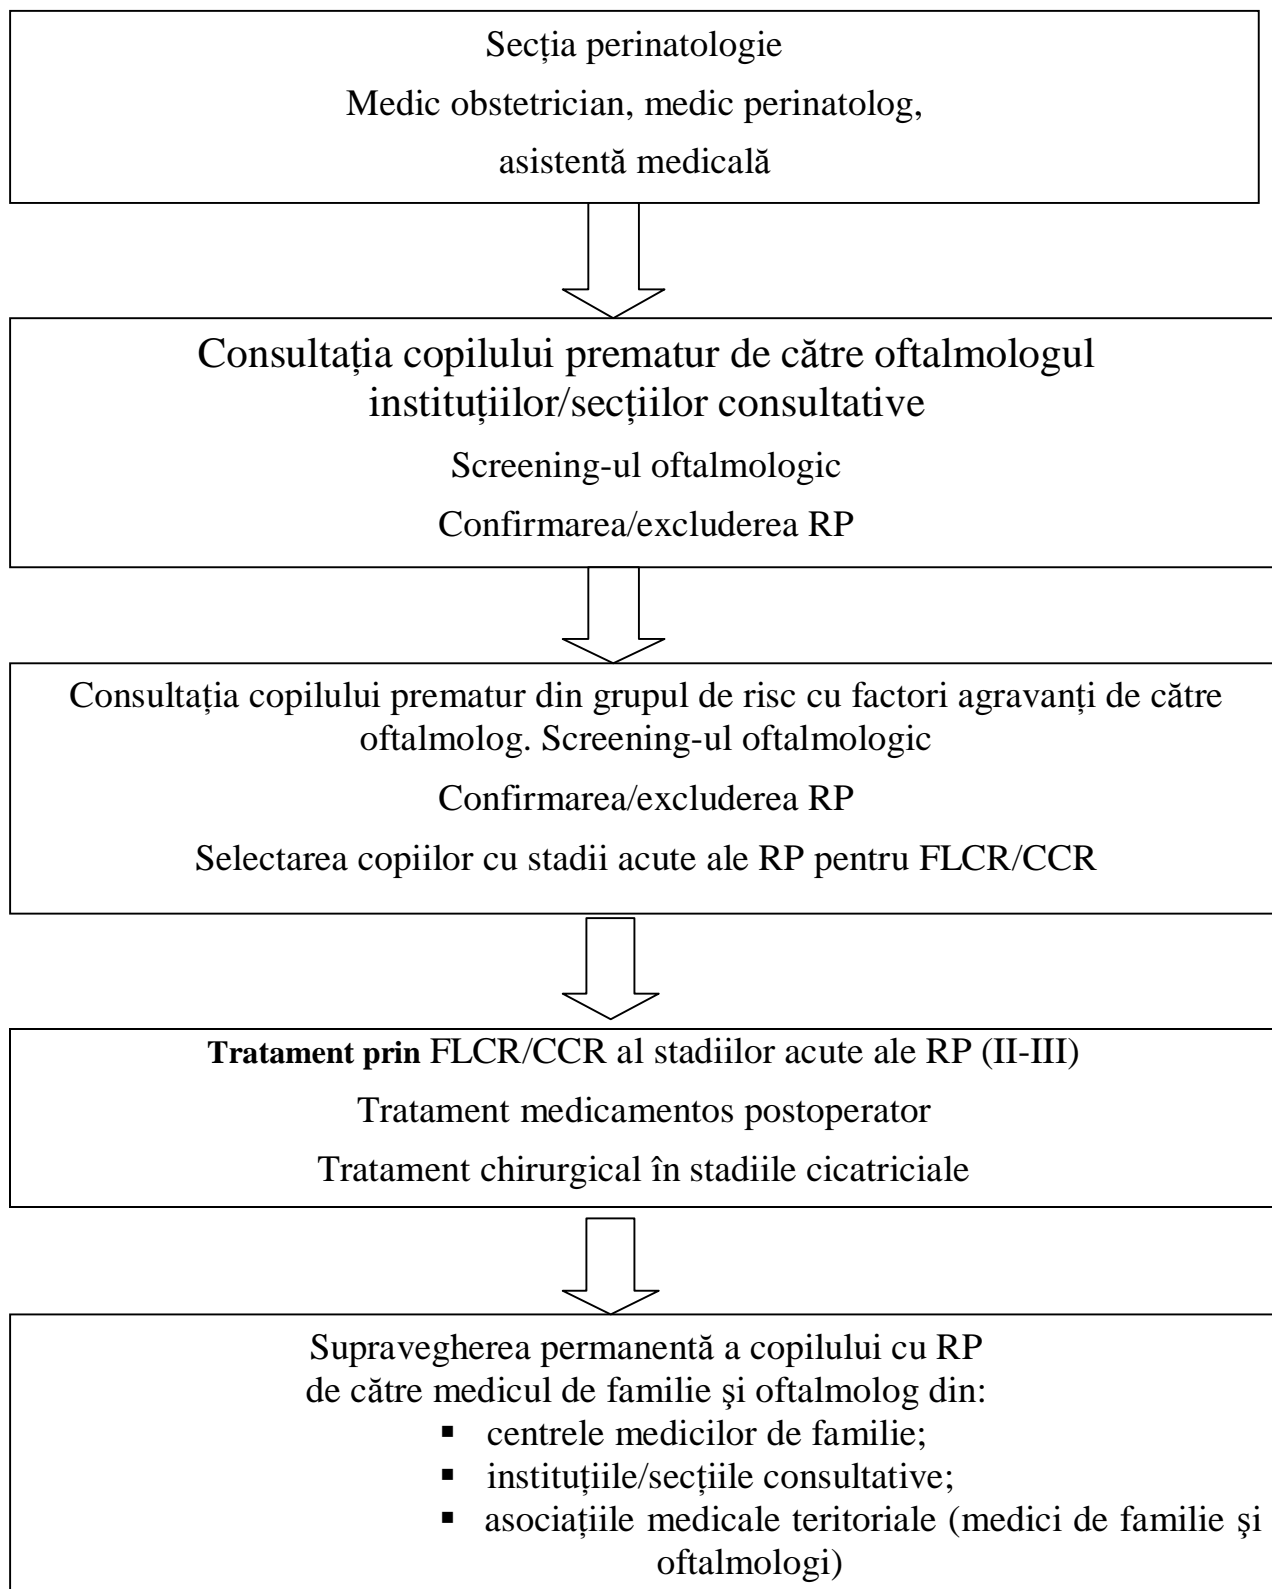 Secția perinatologie
Medic obstetrician, medic perinatolog,
asistentă medicală
Consultația copilului prematur de către oftalmologul
instituțiilor/secțiilor consultative
Screening-ul oftalmologic
Confirmarea/excluderea RP
Consultația copilului prematur din grupul de risc cu factori agravanți de către
oftalmolog. Screening-ul oftalmologic
Confirmarea/excluderea RP
Selectarea copiilor cu stadii acute ale RP pentru FLCR/CCR
Tratament prin FLCR/CCR al stadiilor acute ale RP (II-III)
Tratament medicamentos postoperator
Tratament chirurgical în stadiile cicatriciale
Supravegherea permanentă a copilului cu RP
de către medicul de familie şi oftalmolog din:
▪ centrele medicilor de familie;
▪ instituțiile/secțiile consultative;
▪ asociațiile medicale teritoriale (medici de familie şi
oftalmologi)